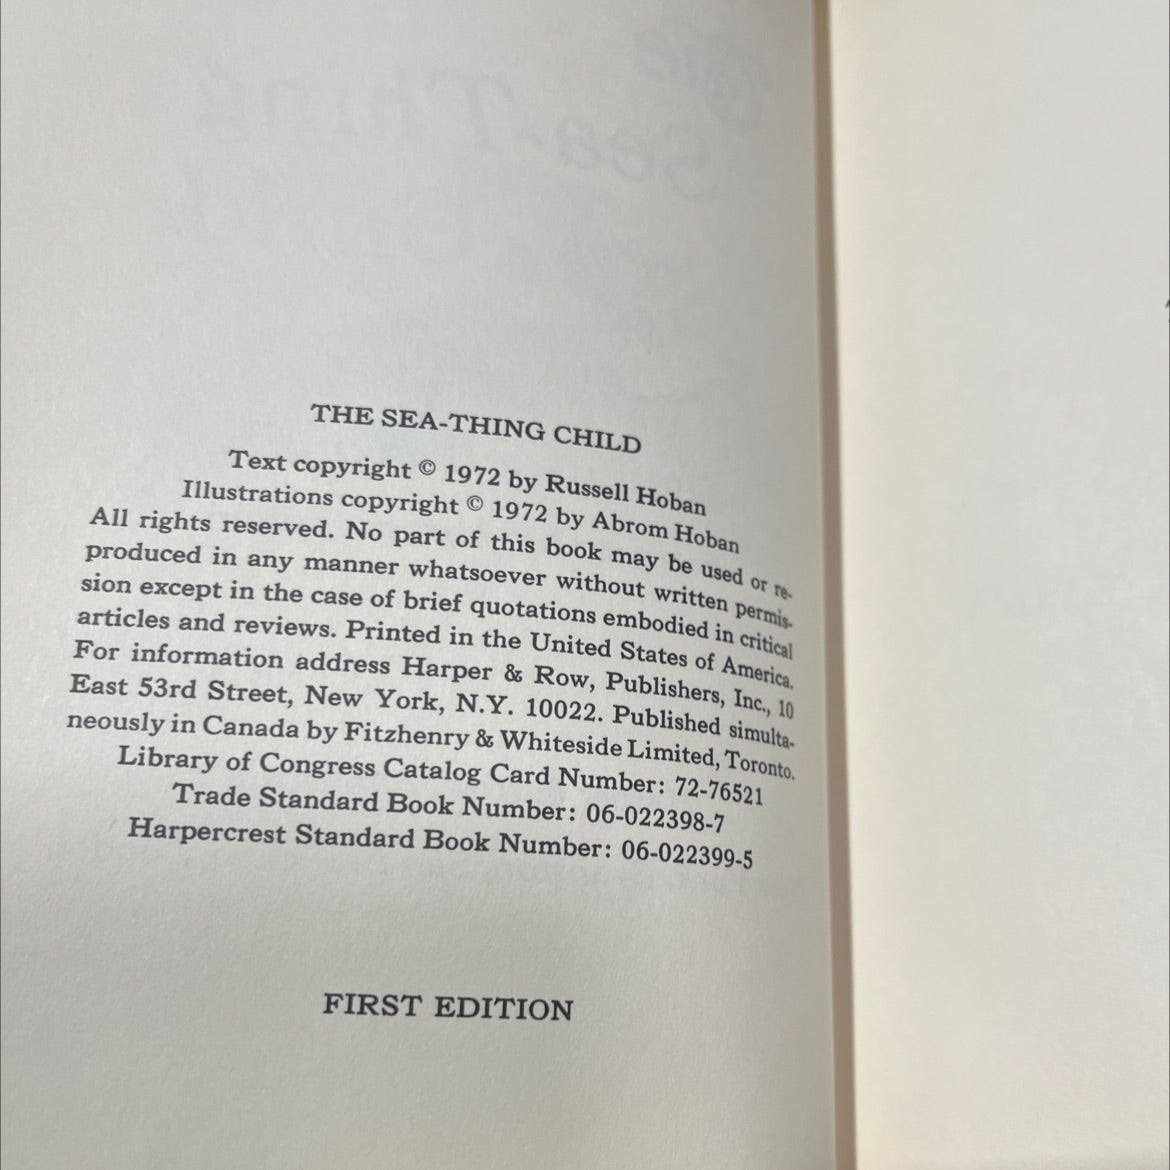 THE SEA-THING CHILD
Text copyright © 1972 by Russell Hoban
Illustrations copyright © 1972 by Abrom Hoban
All rights reserved. No part of this book may be used or re-
produced in any manner whatsoever without written permis-
sion except in the case of brief quotations embodied in critical
articles and reviews. Printed in the United States of America.
For information address Harper & Row, Publishers, Inc., 10
East 53rd Street, New York, N.Y. 10022. Published simulta-
neously in Canada by Fitzhenry & Whiteside Limited, Toronto.
Library of Congress Catalog Card Number: 72-76521
Trade Standard Book Number: 06-022398-7
Harpercrest Standard Book Number: 06-022399-5
FIRST EDITION